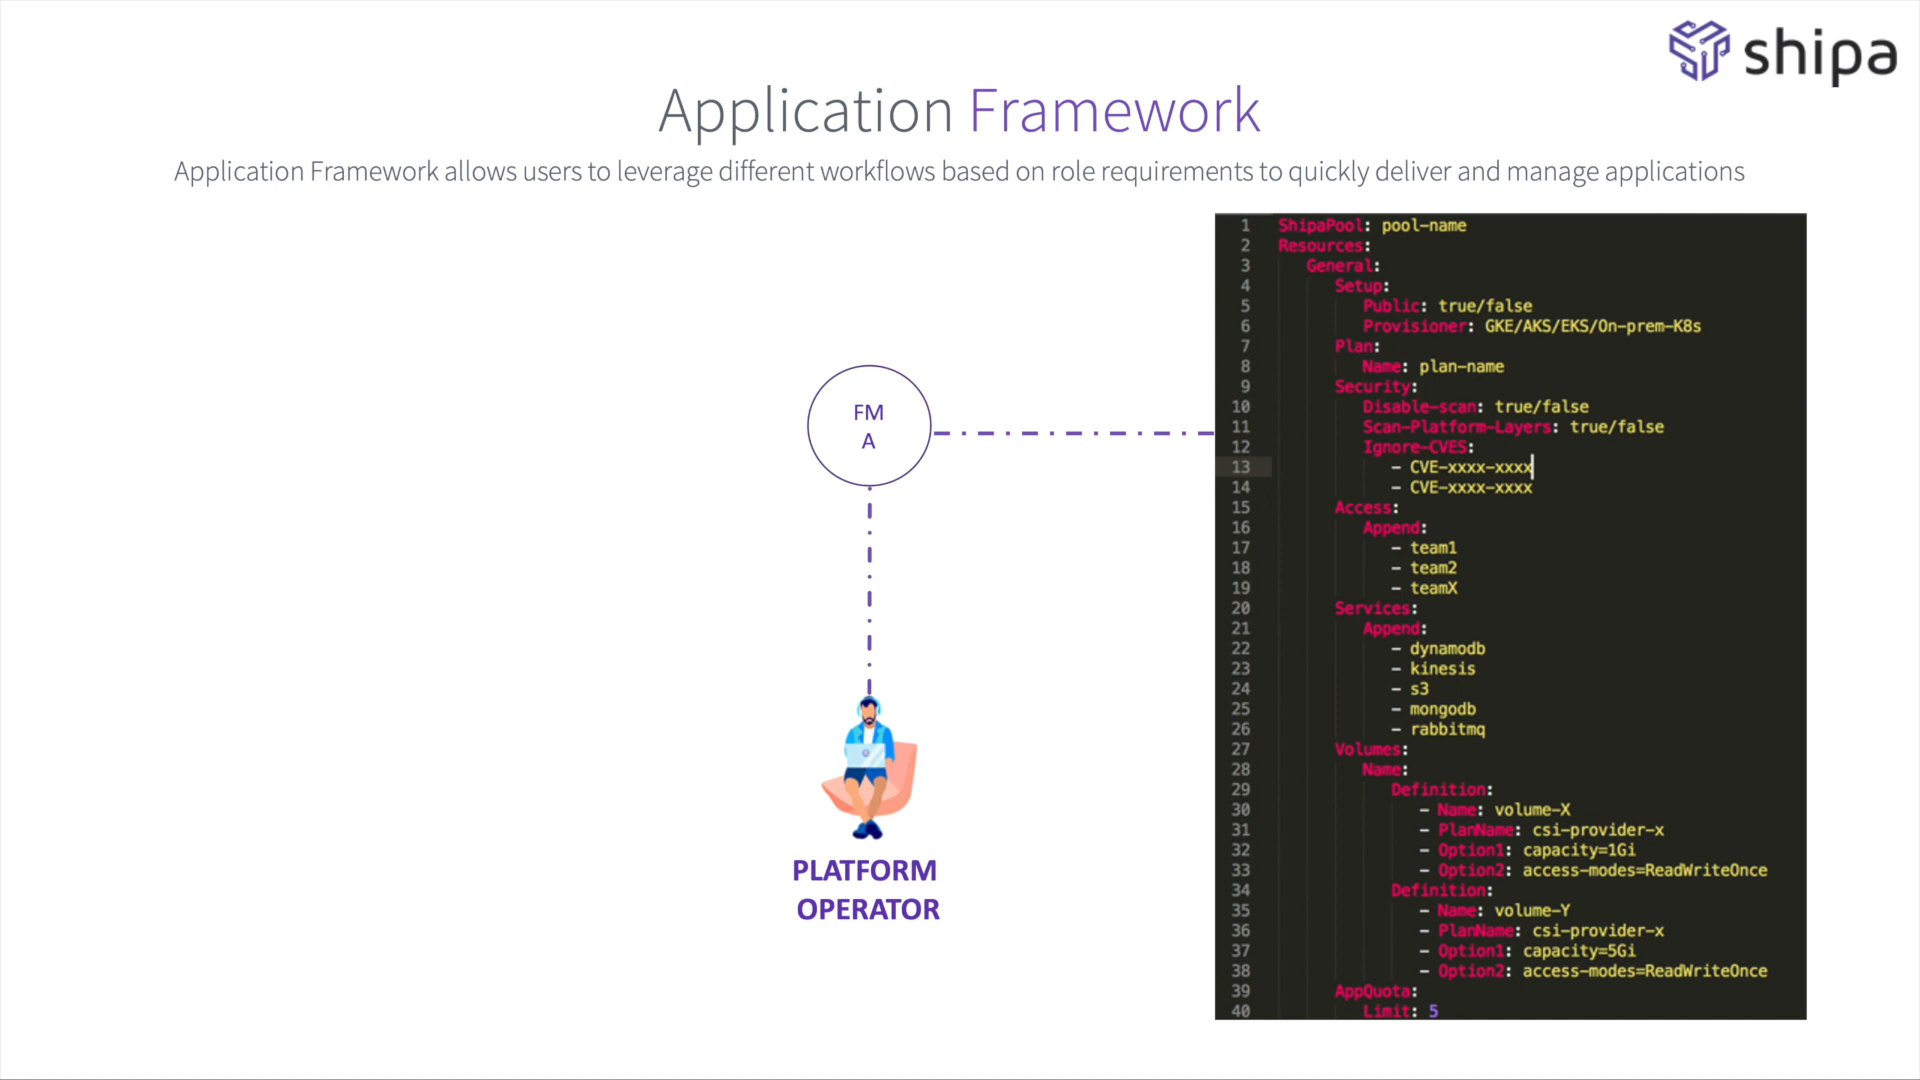 shipa
Application Framework
Application Framework allows users to leverage different workflows based on role requirements to quickly deliver and manage applications
FM
A
PLATFORM
OPERATOR
1 ShipaPool: pool-name
2 Resources:
3 General:
4 Setup:
5 Public: true/false
6 Provisioner: GKE/AKS/EKS/On-prem-K8s
7 Plan:
8 Name: plan-name
9 Security:
10 Disable-scan: true/false
11 Scan-Platform-Layers: true/false
12 Ignore-CVES:
13 - CVE-xxxx-xxxx
14 - CVE-xxxx-xxxx
15 Access:
16 Append:
17 - team1
18 - team2
19 - teamX
20 Services:
21 Append:
22 - dynamodb
23 - kinesis
24 - s3
25 - mongodb
26 - rabbitmq
27 Volumes:
28 Name:
29 Definition:
30 - Name: volume-X
31 - PlanName: csi-provider-x
32 - Option1: capacity=1Gi
33 - Option2: access-modes=ReadWriteOnce
34 Definition:
35 - Name: volume-Y
36 - PlanName: csi-provider-x
37 - Option1: capacity=5Gi
38 - Option2: access-modes=ReadWriteOnce
39 AppQuota:
40 Limit: 5